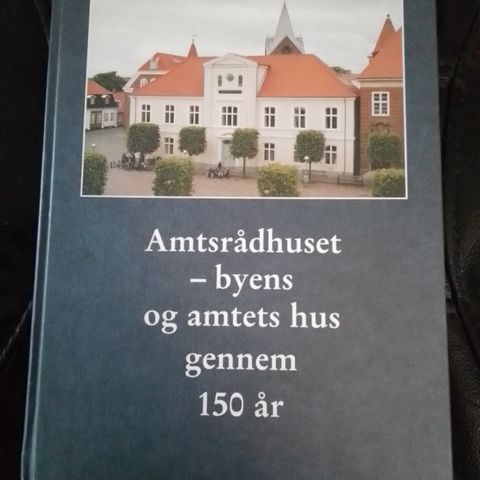 Amtsrådhuset
– byens
og amtets hus
gennem
150 år